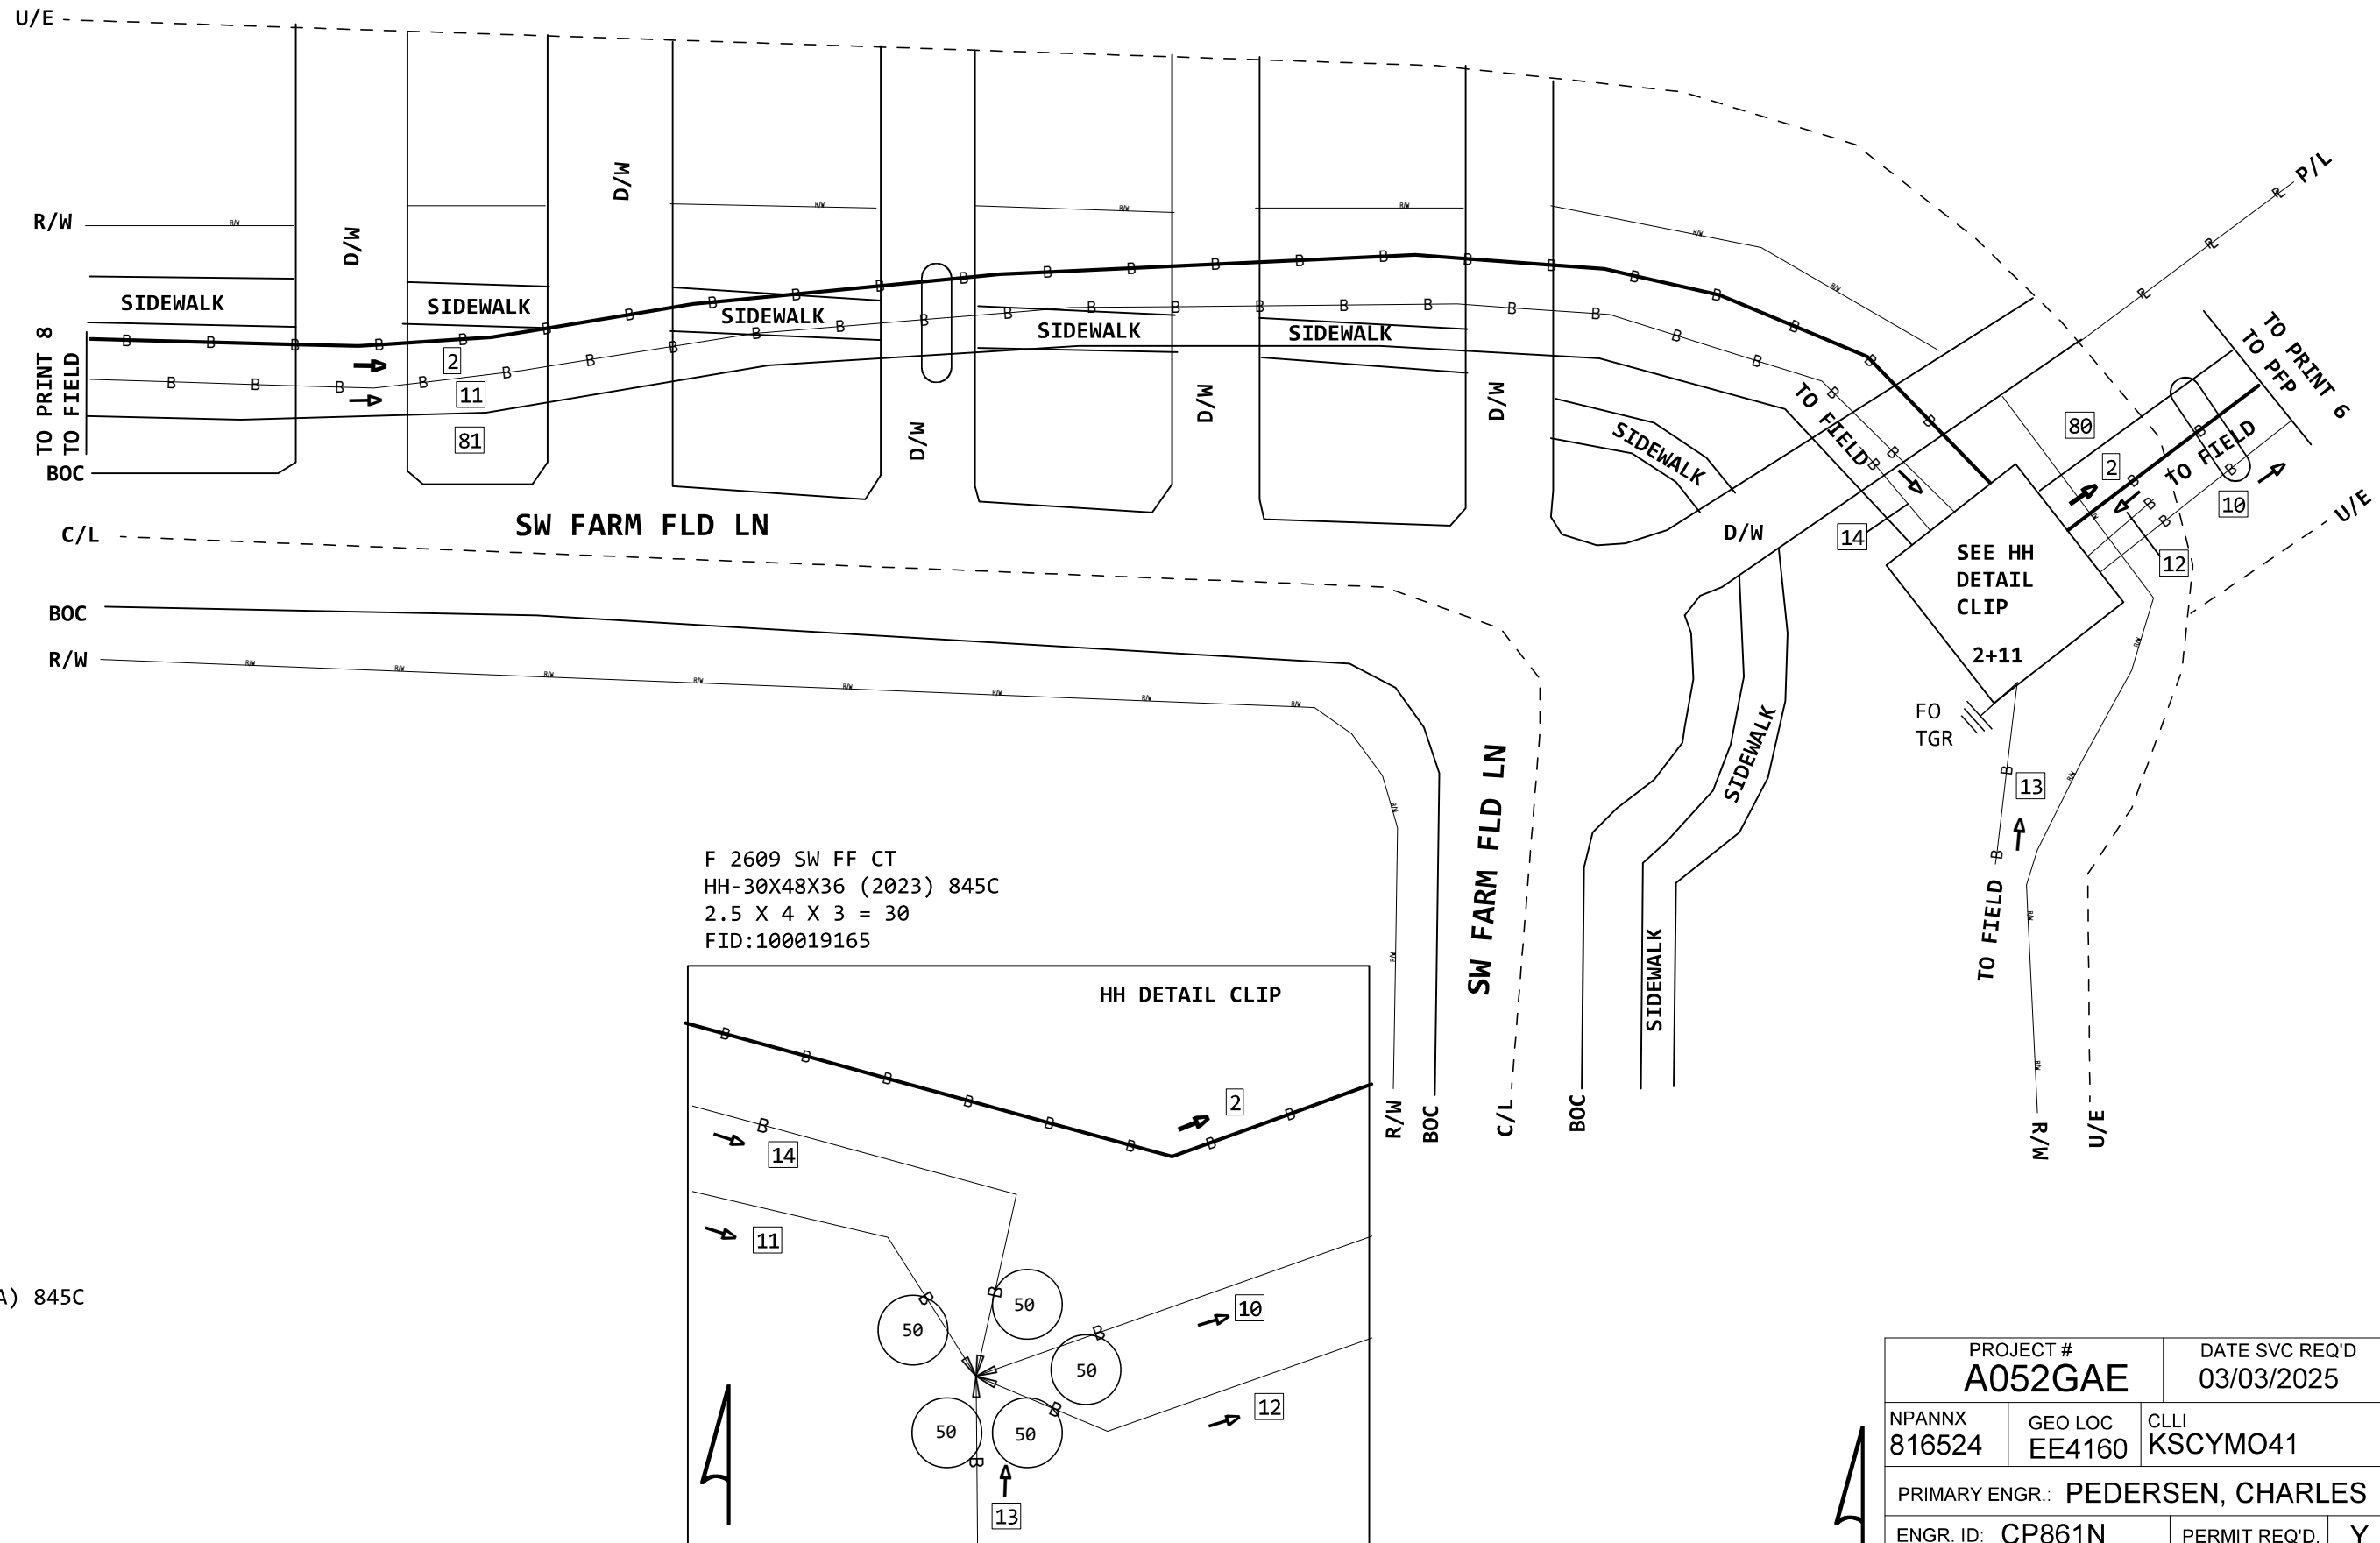 U/E
R/W
SIDEWALK
TO PRINT 8
TO FIELD
BOC
D/W
SIDEWALK
2
11
81
D/W
SIDEWALK
D/W
SIDEWALK
D/W
SIDEWALK
D/W
SIDEWALK
TO FIELD
14
D/W
P/L
TO PRINT 6
TO PFP
80
2
TO FIELD
10
12
U/E
SEE HH
DETAIL
CLIP
2+11
FO
TGR
13
TO FIELD
R/W
U/E
SW FARM FLD LN
C/L
BOC
R/W
SW FARM FLD LN
SIDEWALK
SIDEWALK
R/W
BOC
C/L
BOC
F 2609 SW FF CT
HH-30X48X36 (2023) 845C
2.5 X 4 X 3 = 30
FID:100019165
HH DETAIL CLIP
2
14
11
50
50
50
50
50
10
12
13
A) 845C
PROJECT #
A052GAE
DATE SVC REQ'D
03/03/2025
NPANNX
816524
GEO LOC
EE4160
CLLI
KSCYMO41
PRIMARY ENGR.: PEDERSEN, CHARLES
ENGR. ID: CP861N
PERMIT REQ'D. Y